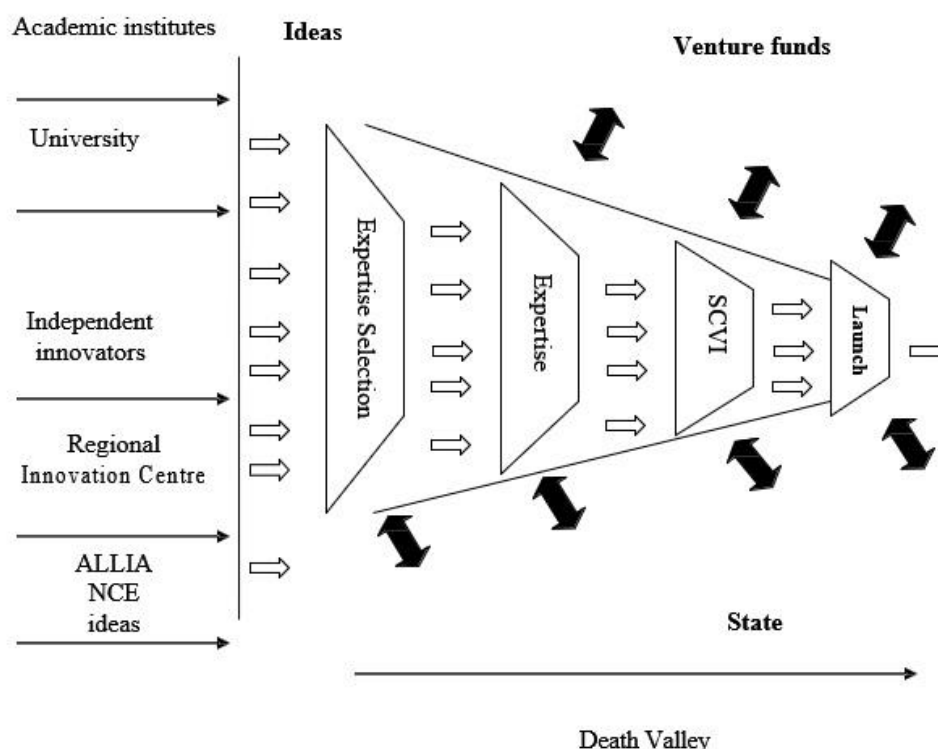 Academic institutes
Ideas
Venture funds
University
Independent
innovators
Regional
Innovation Centre
ALLIA
NCE
ideas
Expertise Selection
Expertise
SCVI
Launch
State
Death Valley